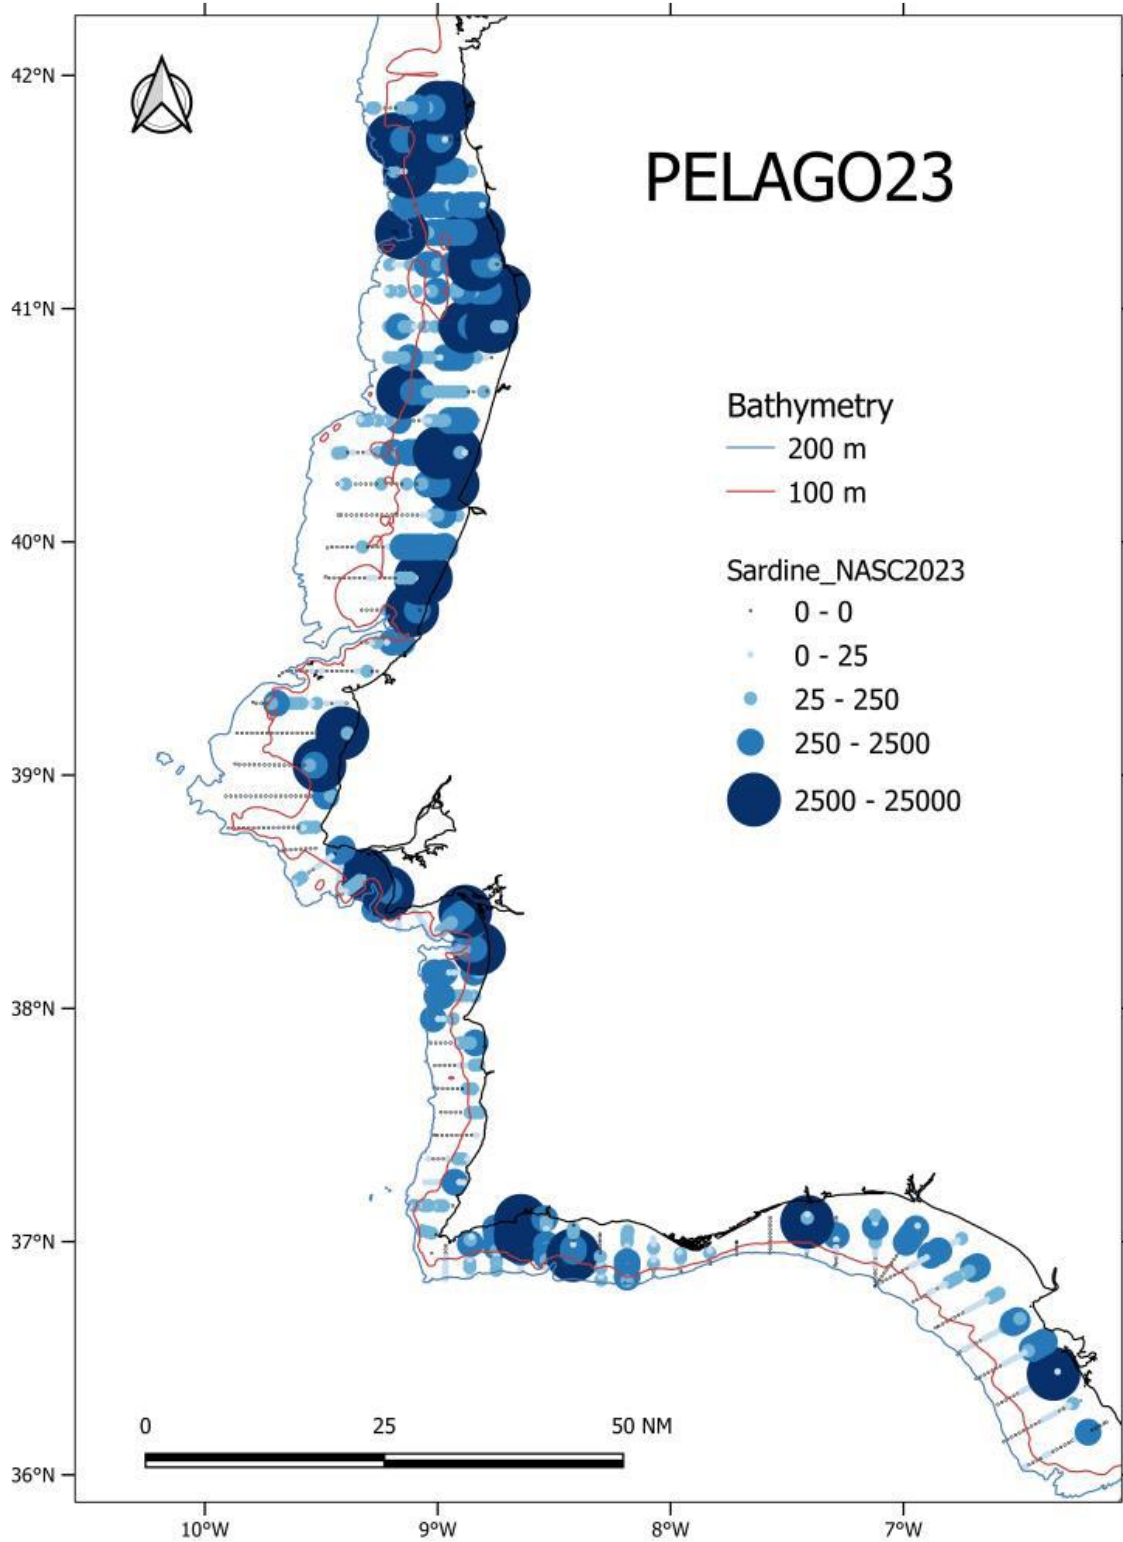 PELAGO23
42°N
41°N
40°N
39°N
38°N
37°N
36°N
Bathymetry
200 m
100 m
Sardine_NASC2023
0 - 0
0 - 25
25 - 250
250 - 2500
2500 - 25000
0 25 50 NM
10°W 9°W 8°W 7°W